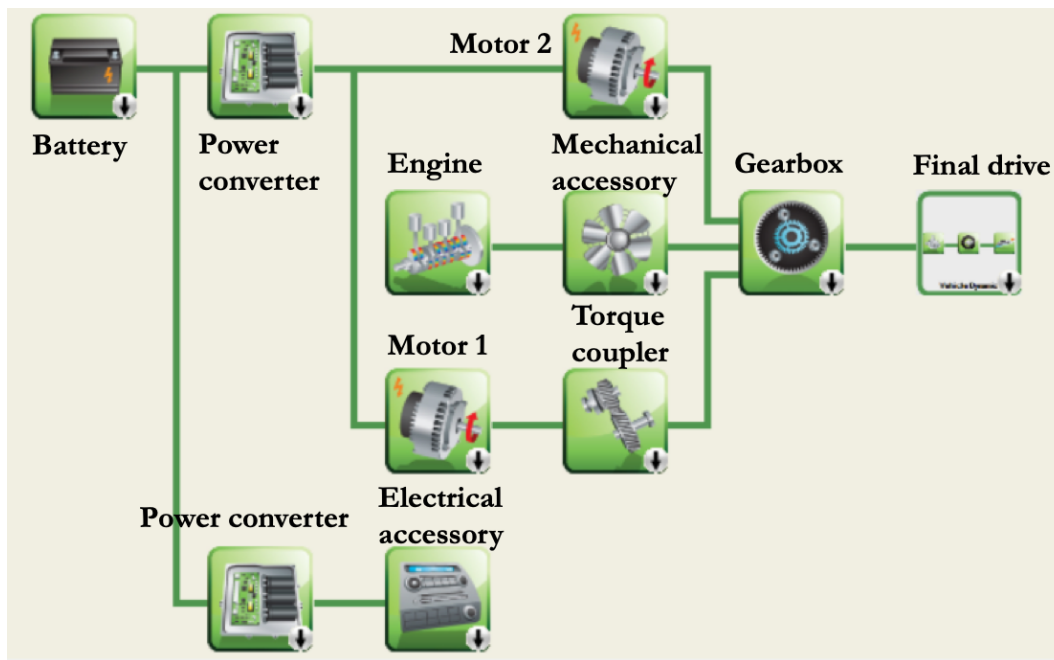 Motor 2
Battery
Power
converter
Engine
Mechanical
accessory
Gearbox
Final drive
Motor 1
Torque
coupler
Power converter
Electrical
accessory